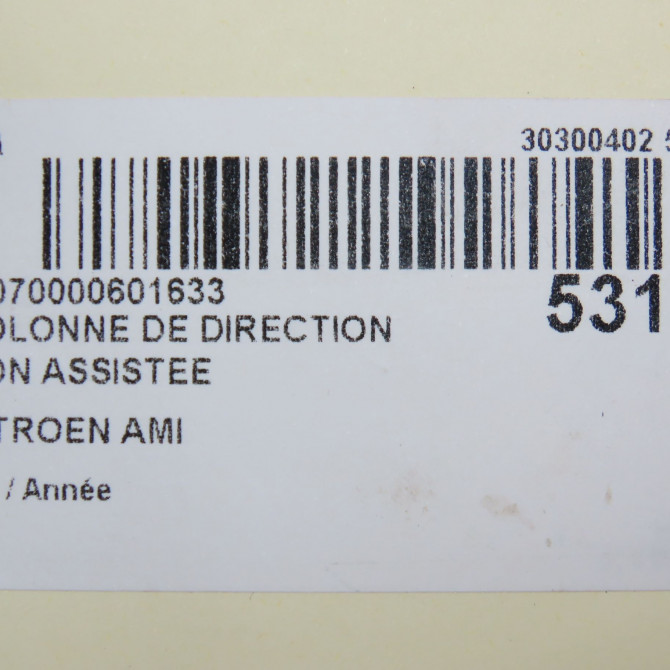 30300402
070000601633
531
OLONNE DE DIRECTION
ON ASSISTEE
TROEN AMI
/ Année